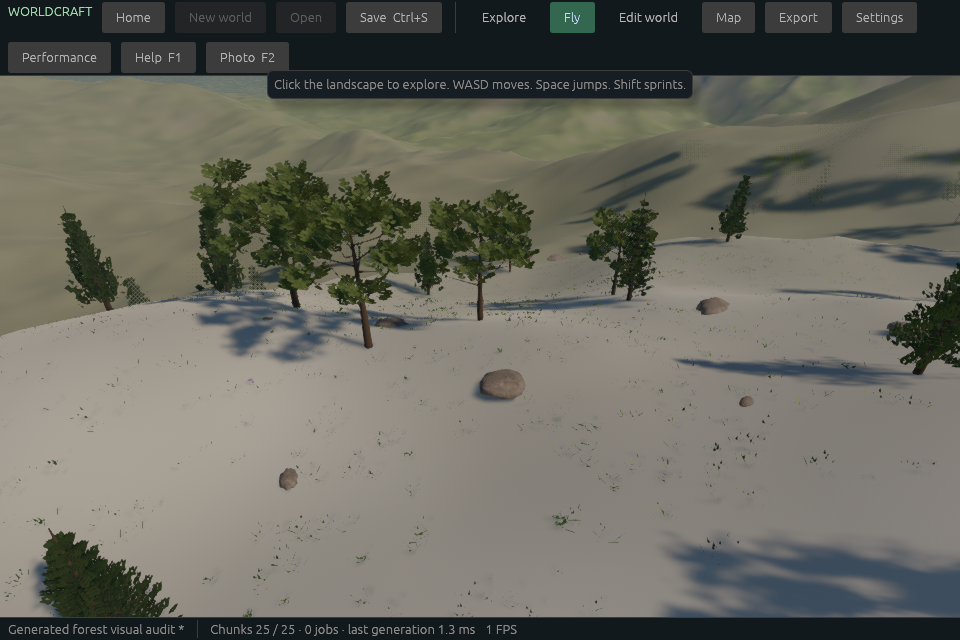 WORLDCRAFT Home New world Open Save Ctrl+S Explore Fly Edit world Map Export Settings
Performance Help F1 Photo F2
Click the landscape to explore. WASD moves. Space jumps. Shift sprints.
Generated forest visual audit * Chunks 25 / 25 · 0 jobs · last generation 1.3 ms 1 FPS